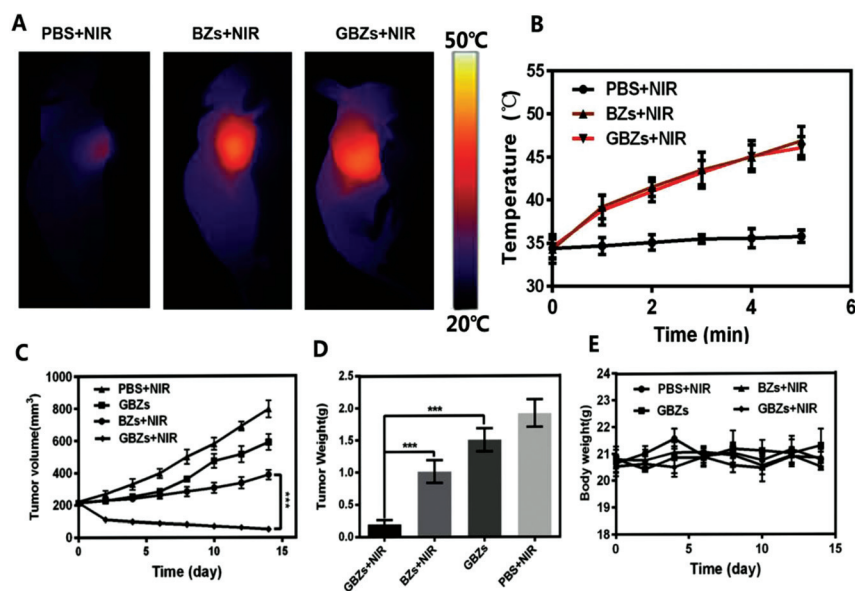 A
PBS+NIR BZs+NIR GBZs+NIR
50℃
20℃
B
PBS+NIR
BZs+NIR
GBZs+NIR
Temperature (℃)
55
50
45
40
35
30
0 2 4 6
Time (min)
C
PBS+NIR
GBZs
BZs+NIR
GBZs+NIR
Tumor volume(mm³)
1000
800
600
400
200
0
0 5 10 15
***
Time (day)
D
Tumor Weight(g)
2.5
2.0
1.5
1.0
0.5
0.0
***
***
GBZs+NIR
BZs+NIR
GBZs
PBS+NIR
E
PBS+NIR BZs+NIR
GBZs GBZs+NIR
Body weight(g)
24
23
22
21
20
19
18
0 5 10 15
Time (day)